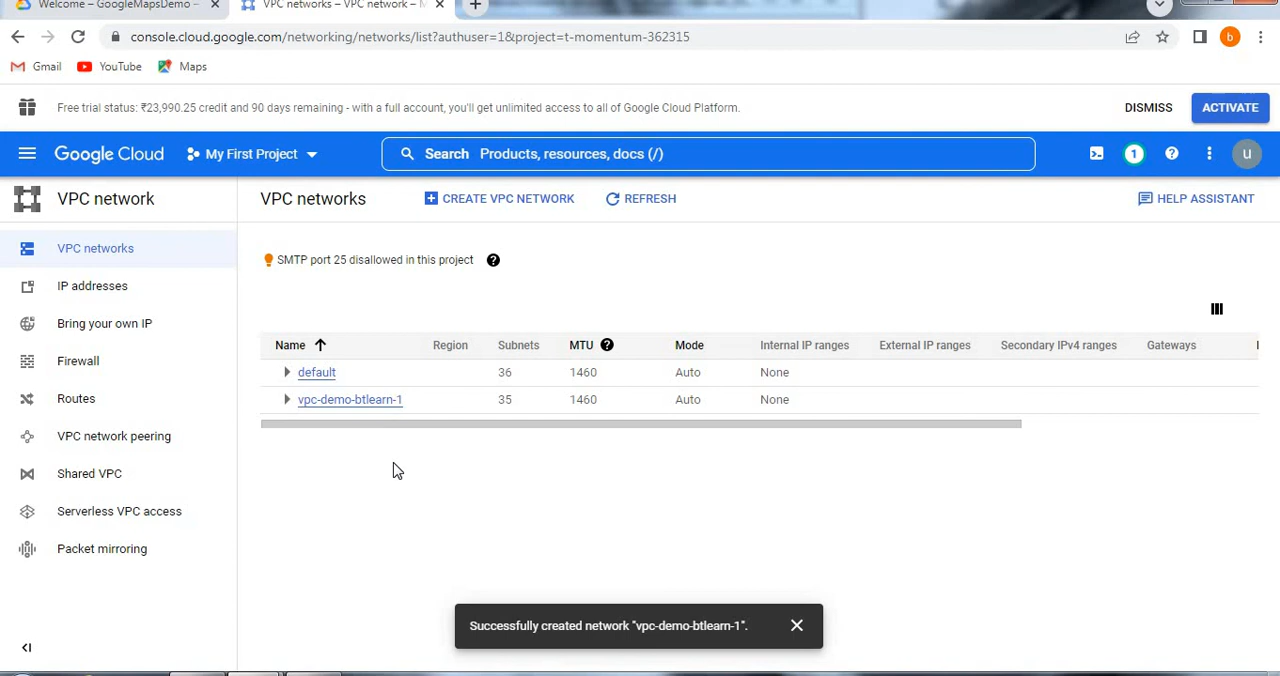 Welcome – GoogleMapsDemo –
VPC networks – VPC network –
console.cloud.google.com/networking/networks/list?authuser=1&project=t-momentum-362315
b
Gmail
YouTube
Maps
Free trial status: ₹23,990.25 credit and 90 days remaining - with a full account, you'll get unlimited access to all of Google Cloud Platform.
DISMISS
ACTIVATE
Google Cloud
My First Project
Search Products, resources, docs (/)
1
u
VPC network
VPC networks
CREATE VPC NETWORK
REFRESH
HELP ASSISTANT
VPC networks
IP addresses
Bring your own IP
Firewall
Routes
VPC network peering
Shared VPC
Serverless VPC access
Packet mirroring
SMTP port 25 disallowed in this project
Name Region Subnets MTU Mode Internal IP ranges External IP ranges Secondary IPv4 ranges Gateways
default 36 1460 Auto None
vpc-demo-btlearn-1 35 1460 Auto None
Successfully created network "vpc-demo-btlearn-1".